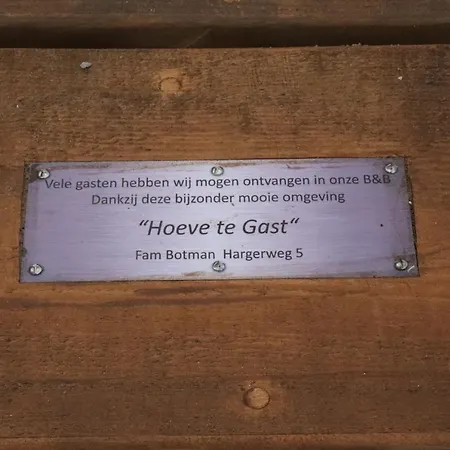 Vele gasten hebben wij mogen ontvangen in onze B&B
Dankzij deze bijzonder mooie omgeving
“Hoeve te Gast“
Fam Botman Hargerweg 5